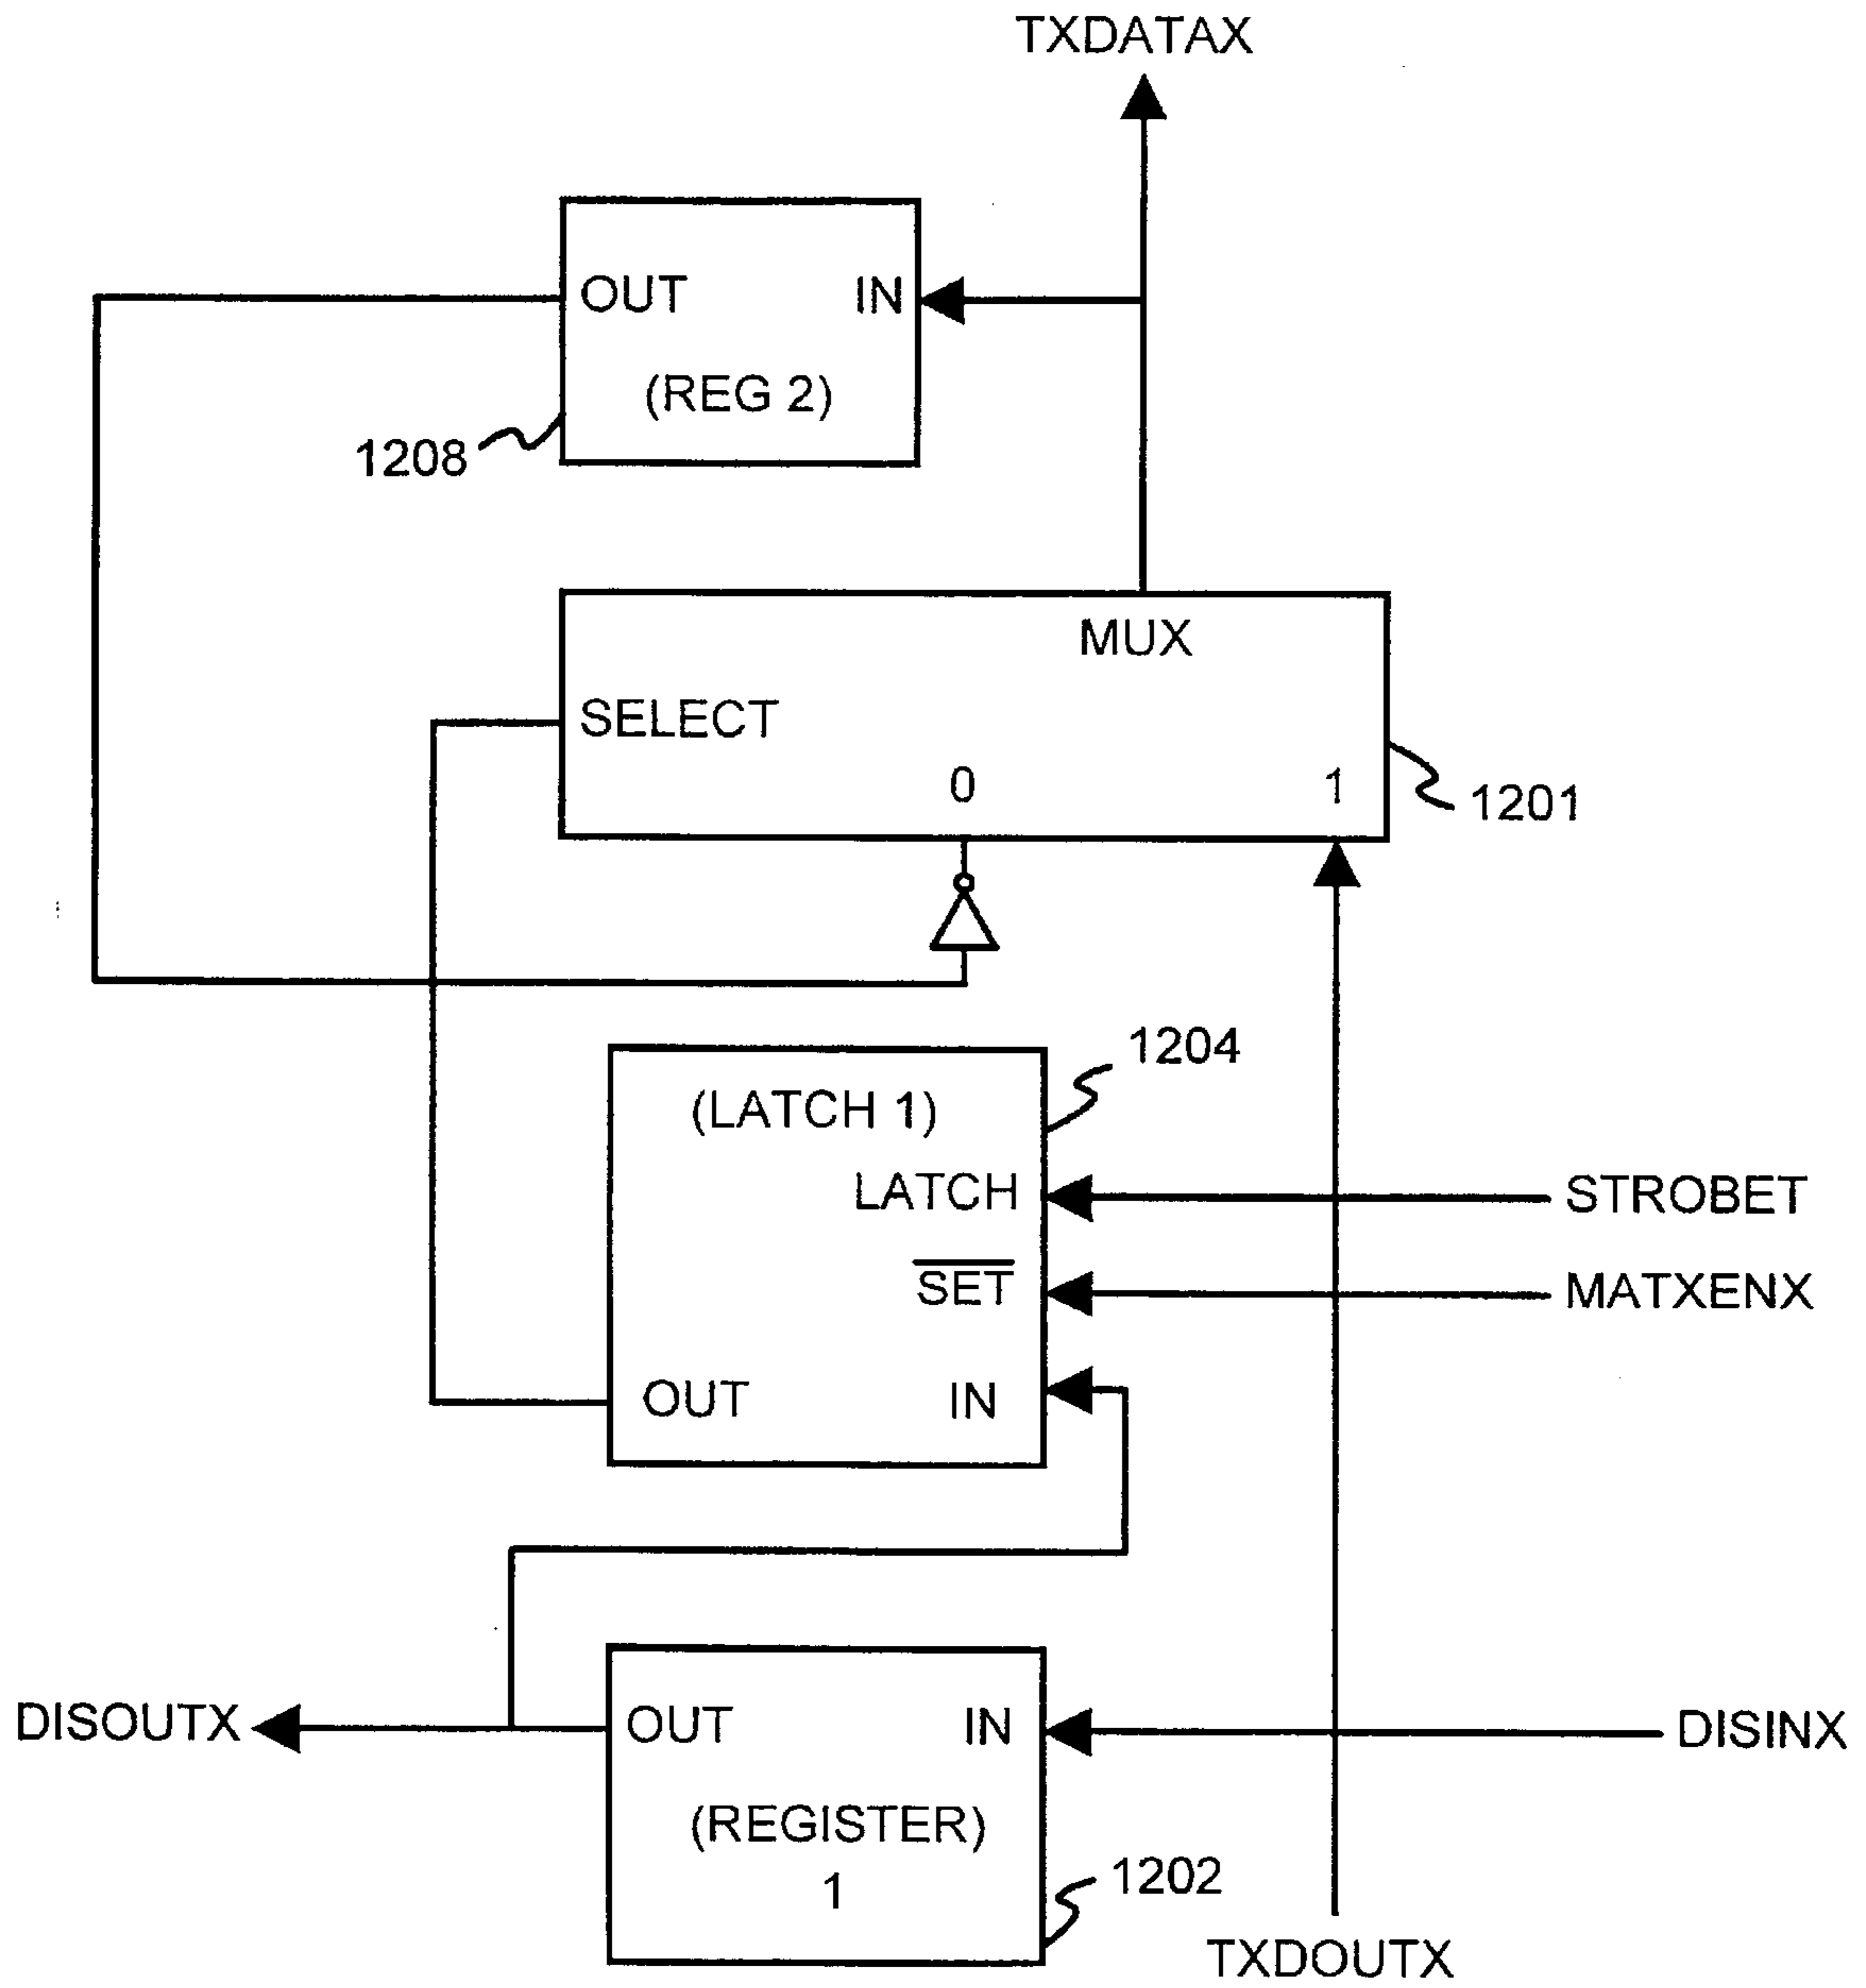 TXDATAX
OUT IN
(REG 2)
1208
MUX
SELECT
0 1
1201
1204
(LATCH 1)
LATCH
STROBET
SET
MATXENX
OUT IN
DISOUTX
OUT IN
DISINX
(REGISTER)
1
1202
TXDOUTX